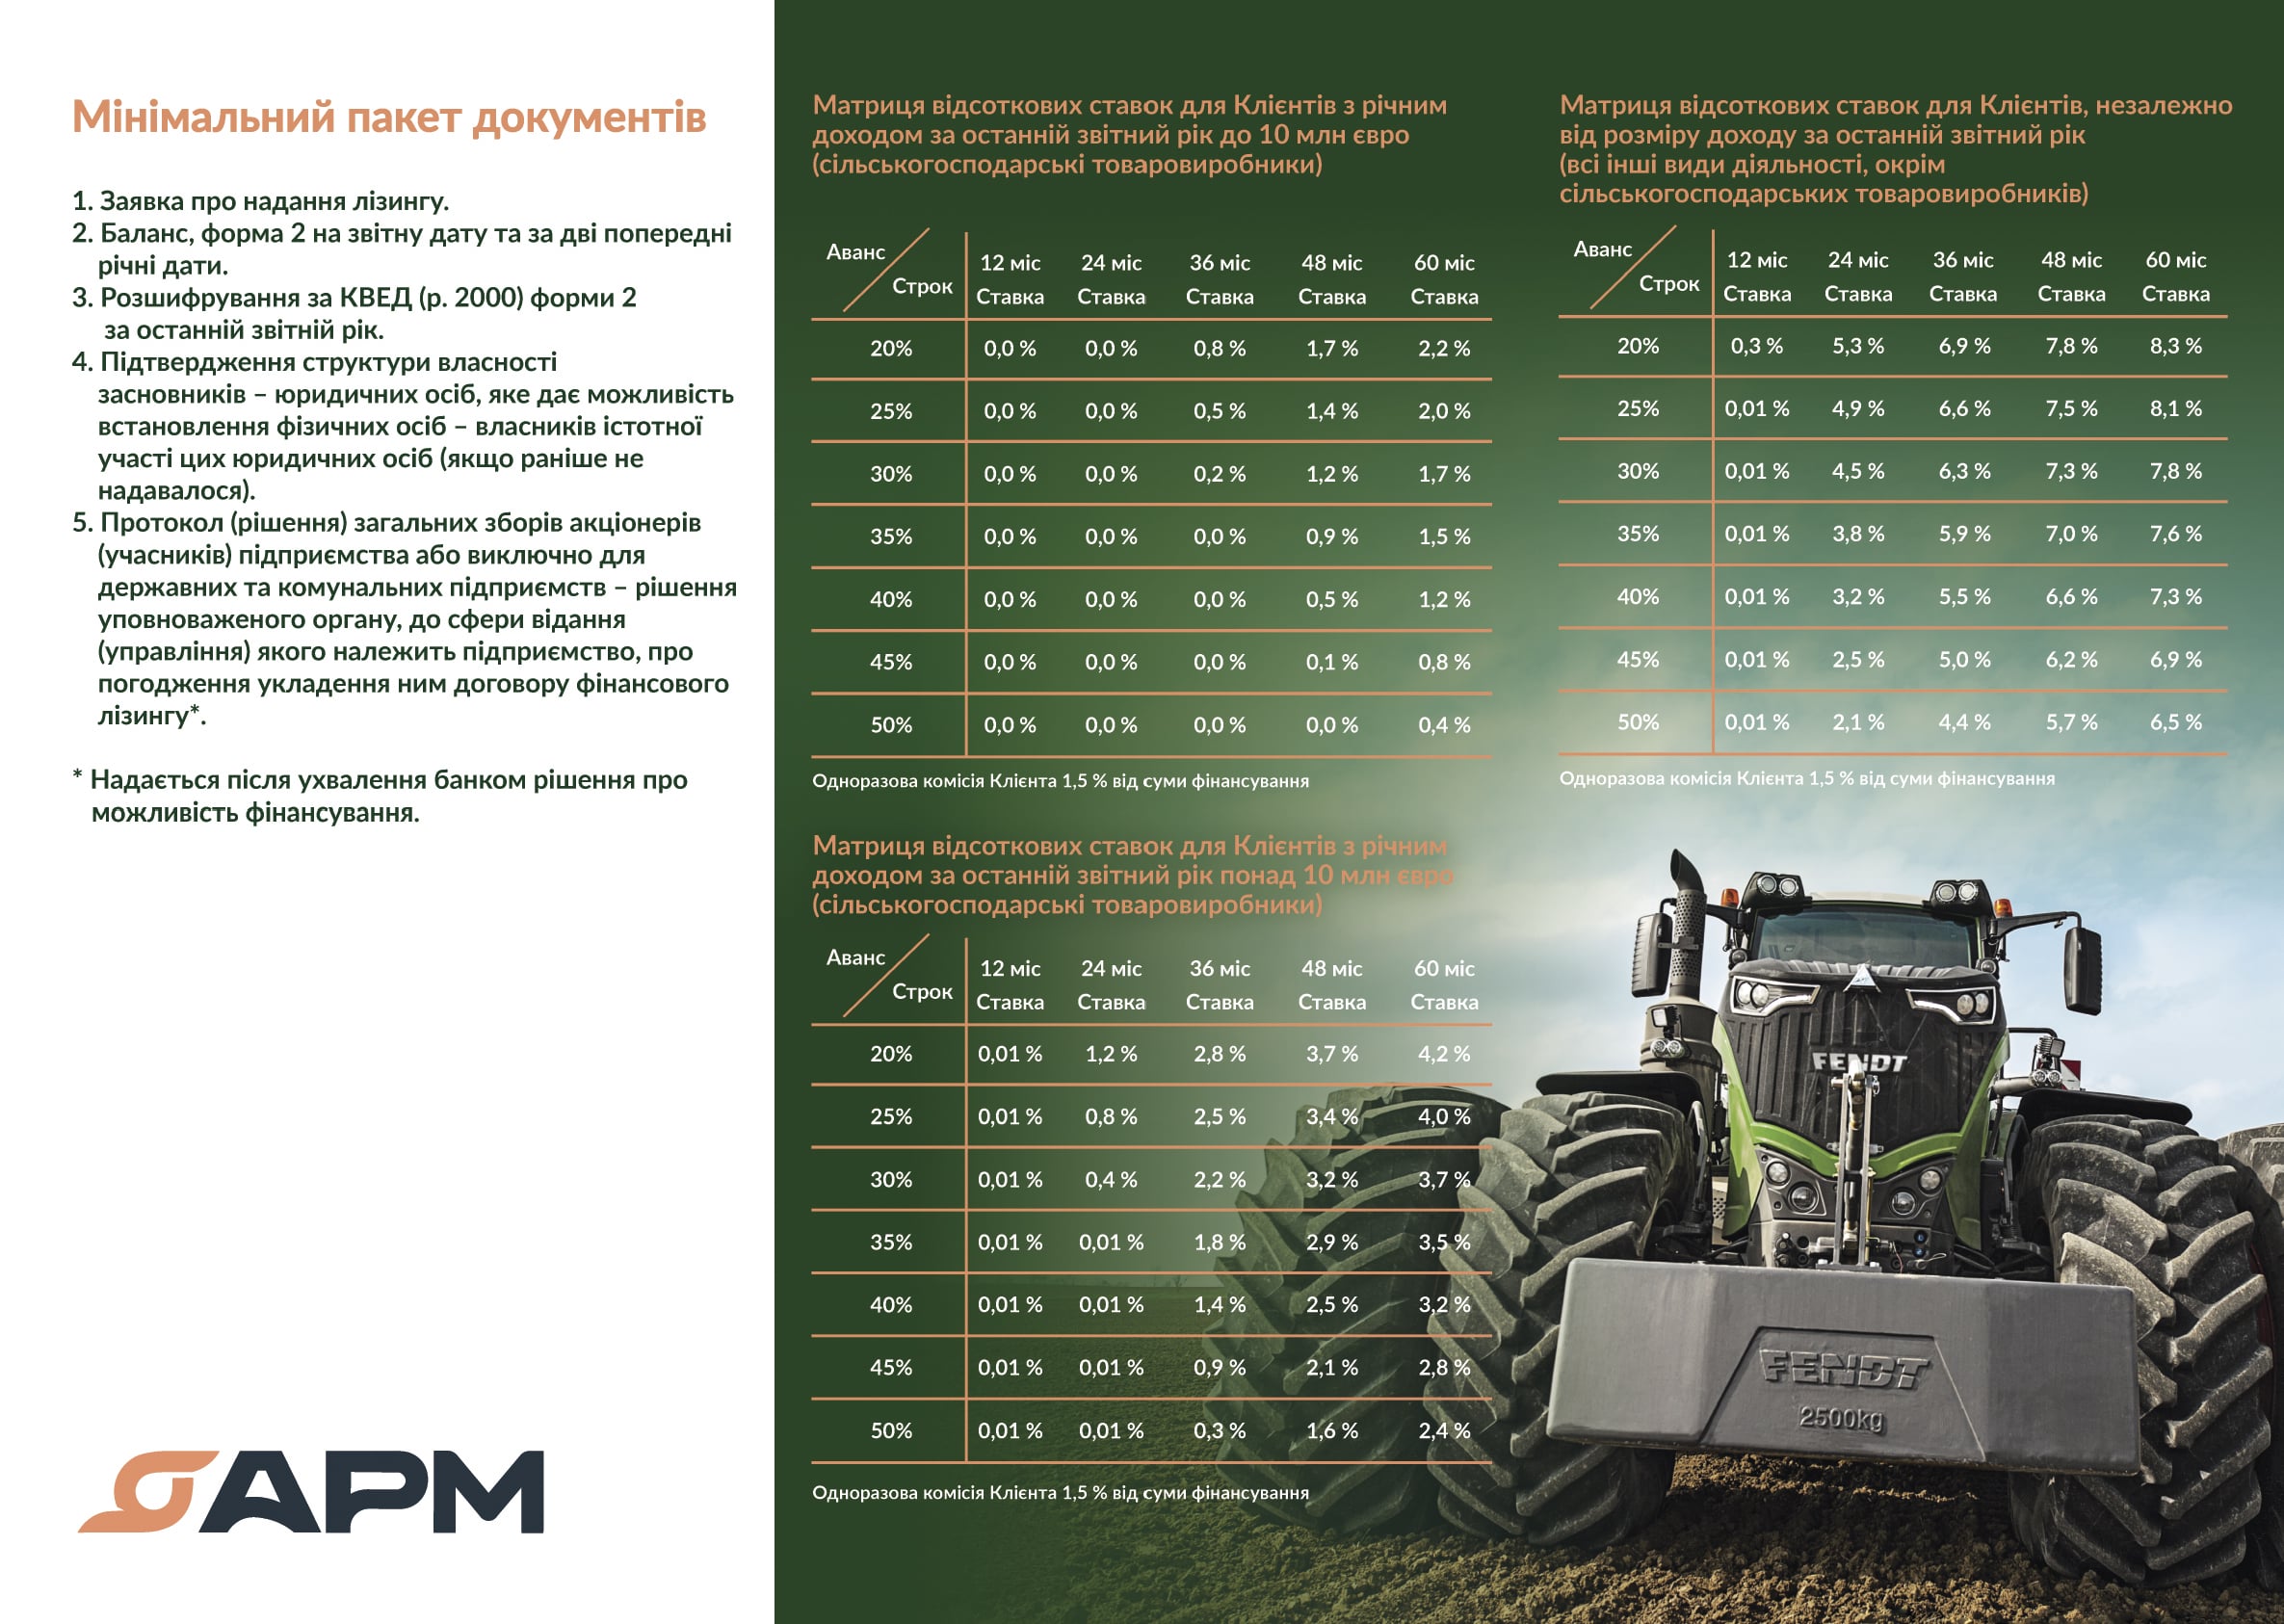 Мінімальний пакет документів
1. Заявка про надання лізингу.
2. Баланс, форма 2 на звітну дату та за дві попередні
річні дати.
3. Розшифрування за КВЕД (р. 2000) форми 2
за останній звітній рік.
4. Підтвердження структури власності
засновників – юридичних осіб, яке дає можливість
встановлення фізичних осіб – власників істотної
участі цих юридичних осіб (якщо раніше не
надавалося).
5. Протокол (рішення) загальних зборів акціонерів
(учасників) підприємства або виключно для
державних та комунальних підприємств – рішення
уповноваженого органу, до сфери відання
(управління) якого належить підприємство, про
погодження укладення ним договору фінансового
лізингу*.
* Надається після ухвалення банком рішення про
можливість фінансування.
АРМ
Матриця відсоткових ставок для Клієнтів з річним
доходом за останній звітний рік до 10 млн євро
(сільськогосподарські товаровиробники)
Аванс 12 міс 24 міс 36 міс 48 міс 60 міс
Строк Ставка Ставка Ставка Ставка Ставка
20% 0,0 % 0,0 % 0,8 % 1,7 % 2,2 %
25% 0,0 % 0,0 % 0,5 % 1,4 % 2,0 %
30% 0,0 % 0,0 % 0,2 % 1,2 % 1,7 %
35% 0,0 % 0,0 % 0,0 % 0,9 % 1,5 %
40% 0,0 % 0,0 % 0,0 % 0,5 % 1,2 %
45% 0,0 % 0,0 % 0,0 % 0,1 % 0,8 %
50% 0,0 % 0,0 % 0,0 % 0,0 % 0,4 %
Одноразова комісія Клієнта 1,5 % від суми фінансування
Матриця відсоткових ставок для Клієнтів з річним
доходом за останній звітний рік понад 10 млн євро
(сільськогосподарські товаровиробники)
Аванс 12 міс 24 міс 36 міс 48 міс 60 міс
Строк Ставка Ставка Ставка Ставка Ставка
20% 0,01 % 1,2 % 2,8 % 3,7 % 4,2 %
25% 0,01 % 0,8 % 2,5 % 3,4 % 4,0 %
30% 0,01 % 0,4 % 2,2 % 3,2 % 3,7 %
35% 0,01 % 0,01 % 1,8 % 2,9 % 3,5 %
40% 0,01 % 0,01 % 1,4 % 2,5 % 3,2 %
45% 0,01 % 0,01 % 0,9 % 2,1 % 2,8 %
50% 0,01 % 0,01 % 0,3 % 1,6 % 2,4 %
Одноразова комісія Клієнта 1,5 % від суми фінансування
Матриця відсоткових ставок для Клієнтів, незалежно
від розміру доходу за останній звітний рік
(всі інші види діяльності, окрім
сільськогосподарських товаровиробників)
Аванс 12 міс 24 міс 36 міс 48 міс 60 міс
Строк Ставка Ставка Ставка Ставка Ставка
20% 0,3 % 5,3 % 6,9 % 7,8 % 8,3 %
25% 0,01 % 4,9 % 6,6 % 7,5 % 8,1 %
30% 0,01 % 4,5 % 6,3 % 7,3 % 7,8 %
35% 0,01 % 3,8 % 5,9 % 7,0 % 7,6 %
40% 0,01 % 3,2 % 5,5 % 6,6 % 7,3 %
45% 0,01 % 2,5 % 5,0 % 6,2 % 6,9 %
50% 0,01 % 2,1 % 4,4 % 5,7 % 6,5 %
Одноразова комісія Клієнта 1,5 % від суми фінансування
FENDT
FENDT
2500kg